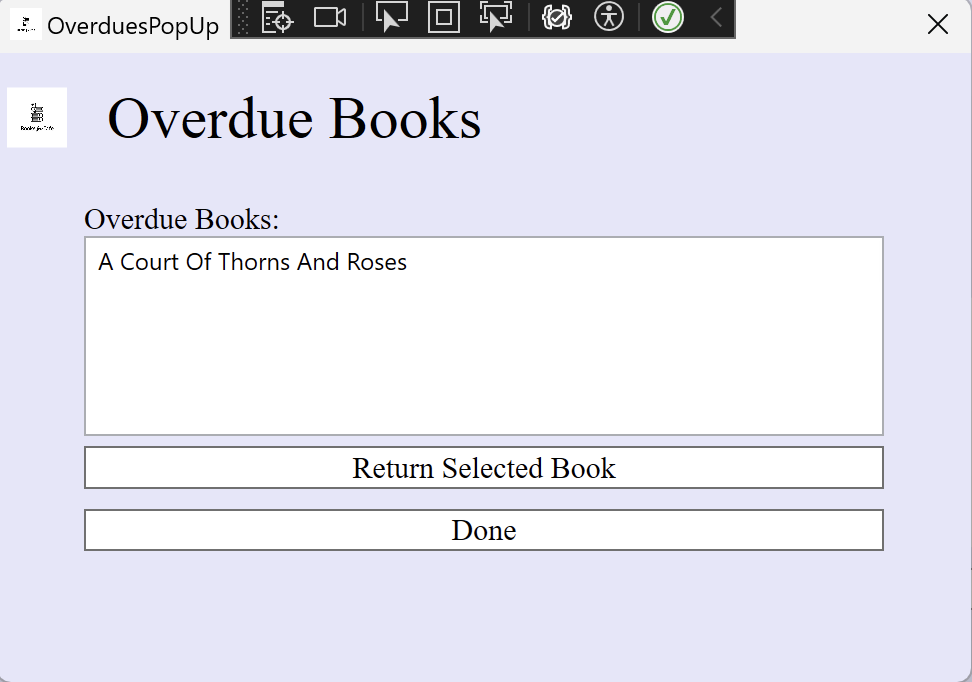 OverduesPopUp
Overdue Books
Overdue Books:
A Court Of Thorns And Roses
Return Selected Book
Done